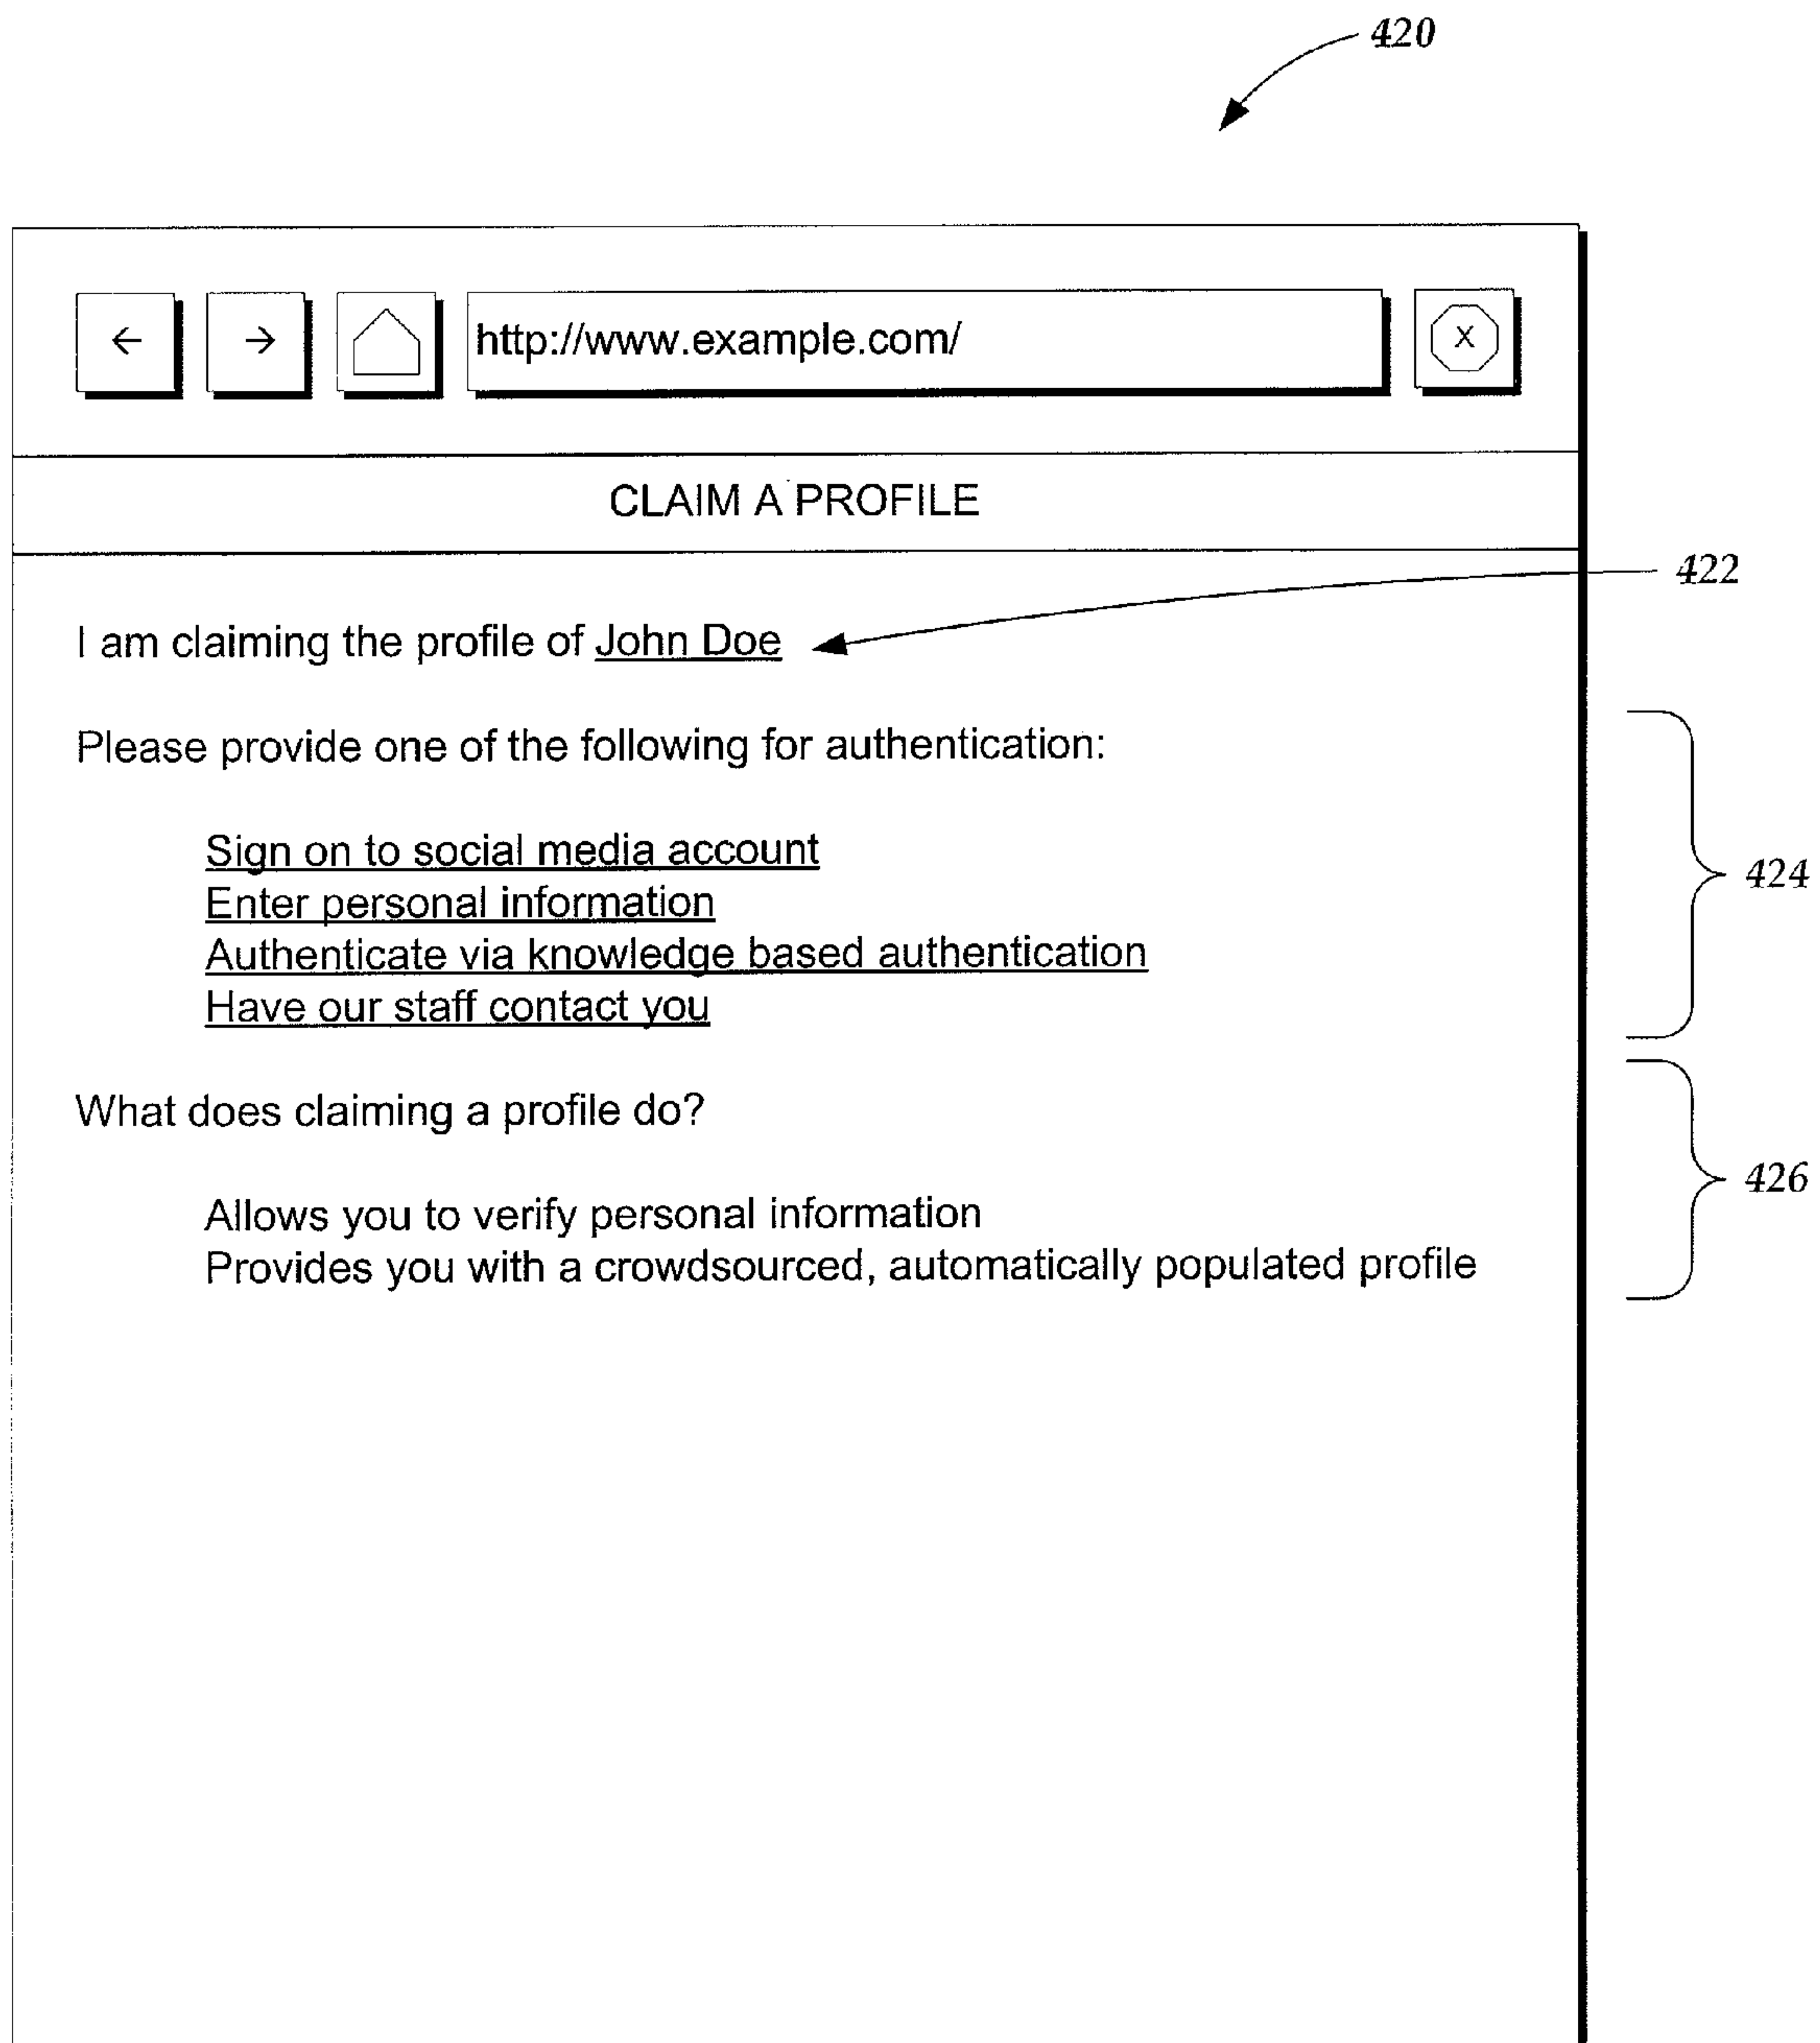 420
← →
http://www.example.com/
X
CLAIM A PROFILE
422
I am claiming the profile of John Doe
Please provide one of the following for authentication:
Sign on to social media account
Enter personal information
Authenticate via knowledge based authentication
Have our staff contact you
424
What does claiming a profile do?
Allows you to verify personal information
Provides you with a crowdsourced, automatically populated profile
426